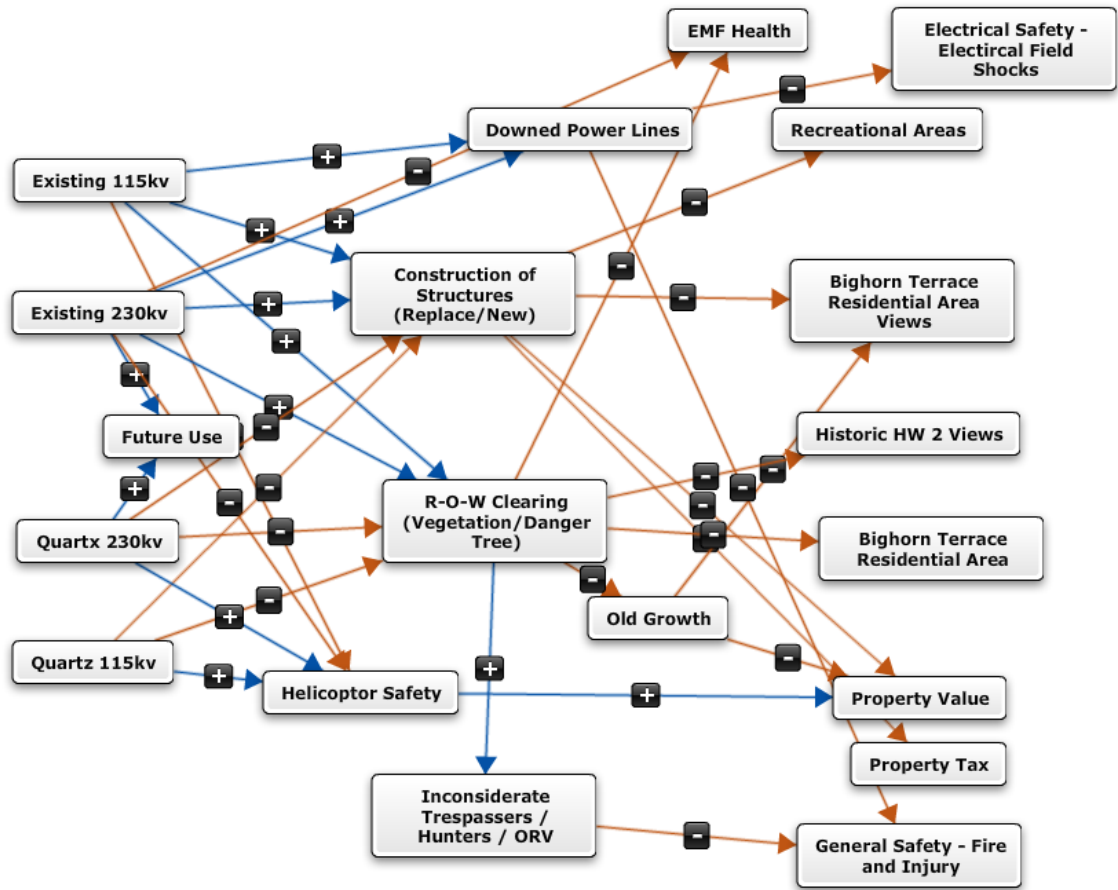 EMF Health
Electrical Safety -
Electircal Field
Shocks
Downed Power Lines
Recreational Areas
Existing 115kv
Construction of
Structures
(Replace/New)
Bighorn Terrace
Residential Area
Views
Existing 230kv
Future Use
Historic HW 2 Views
R-O-W Clearing
(Vegetation/Danger
Tree)
Quartx 230kv
Bighorn Terrace
Residential Area
Old Growth
Quartz 115kv
Helicoptor Safety
Property Value
Property Tax
Inconsiderate
Trespassers /
Hunters / ORV
General Safety - Fire
and Injury